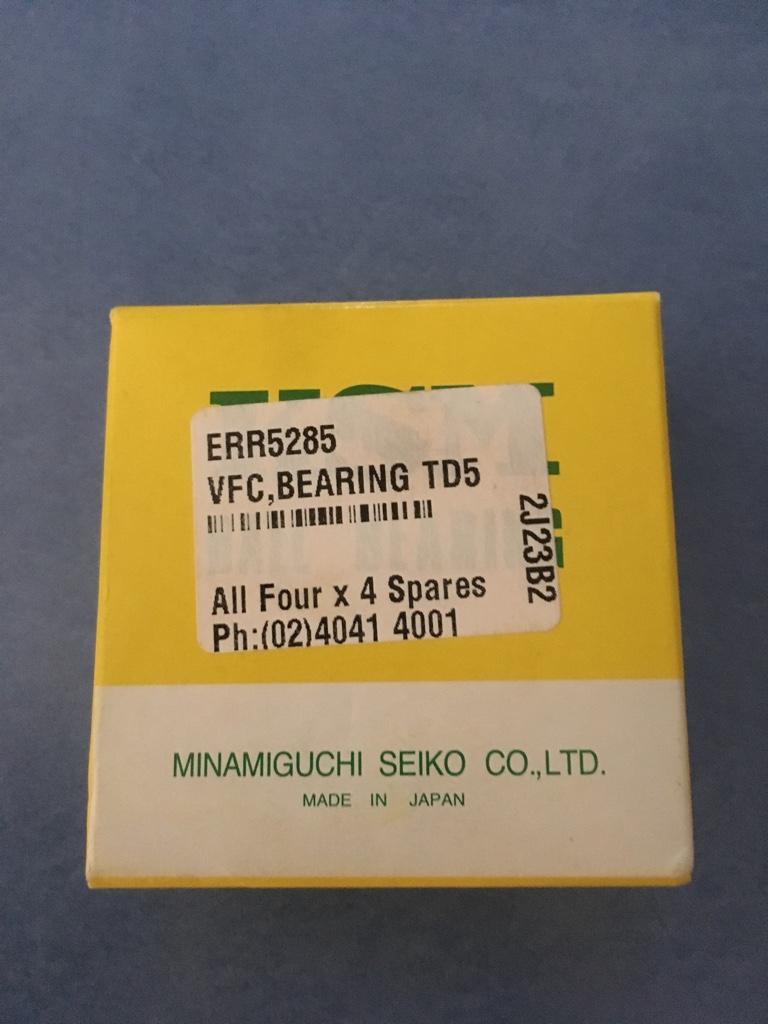 ERR5285
VFC,BEARING TD5
2J23B2
All Four x 4 Spares
Ph:(02)4041 4001
MINAMIGUCHI SEIKO CO.,LTD.
MADE IN JAPAN